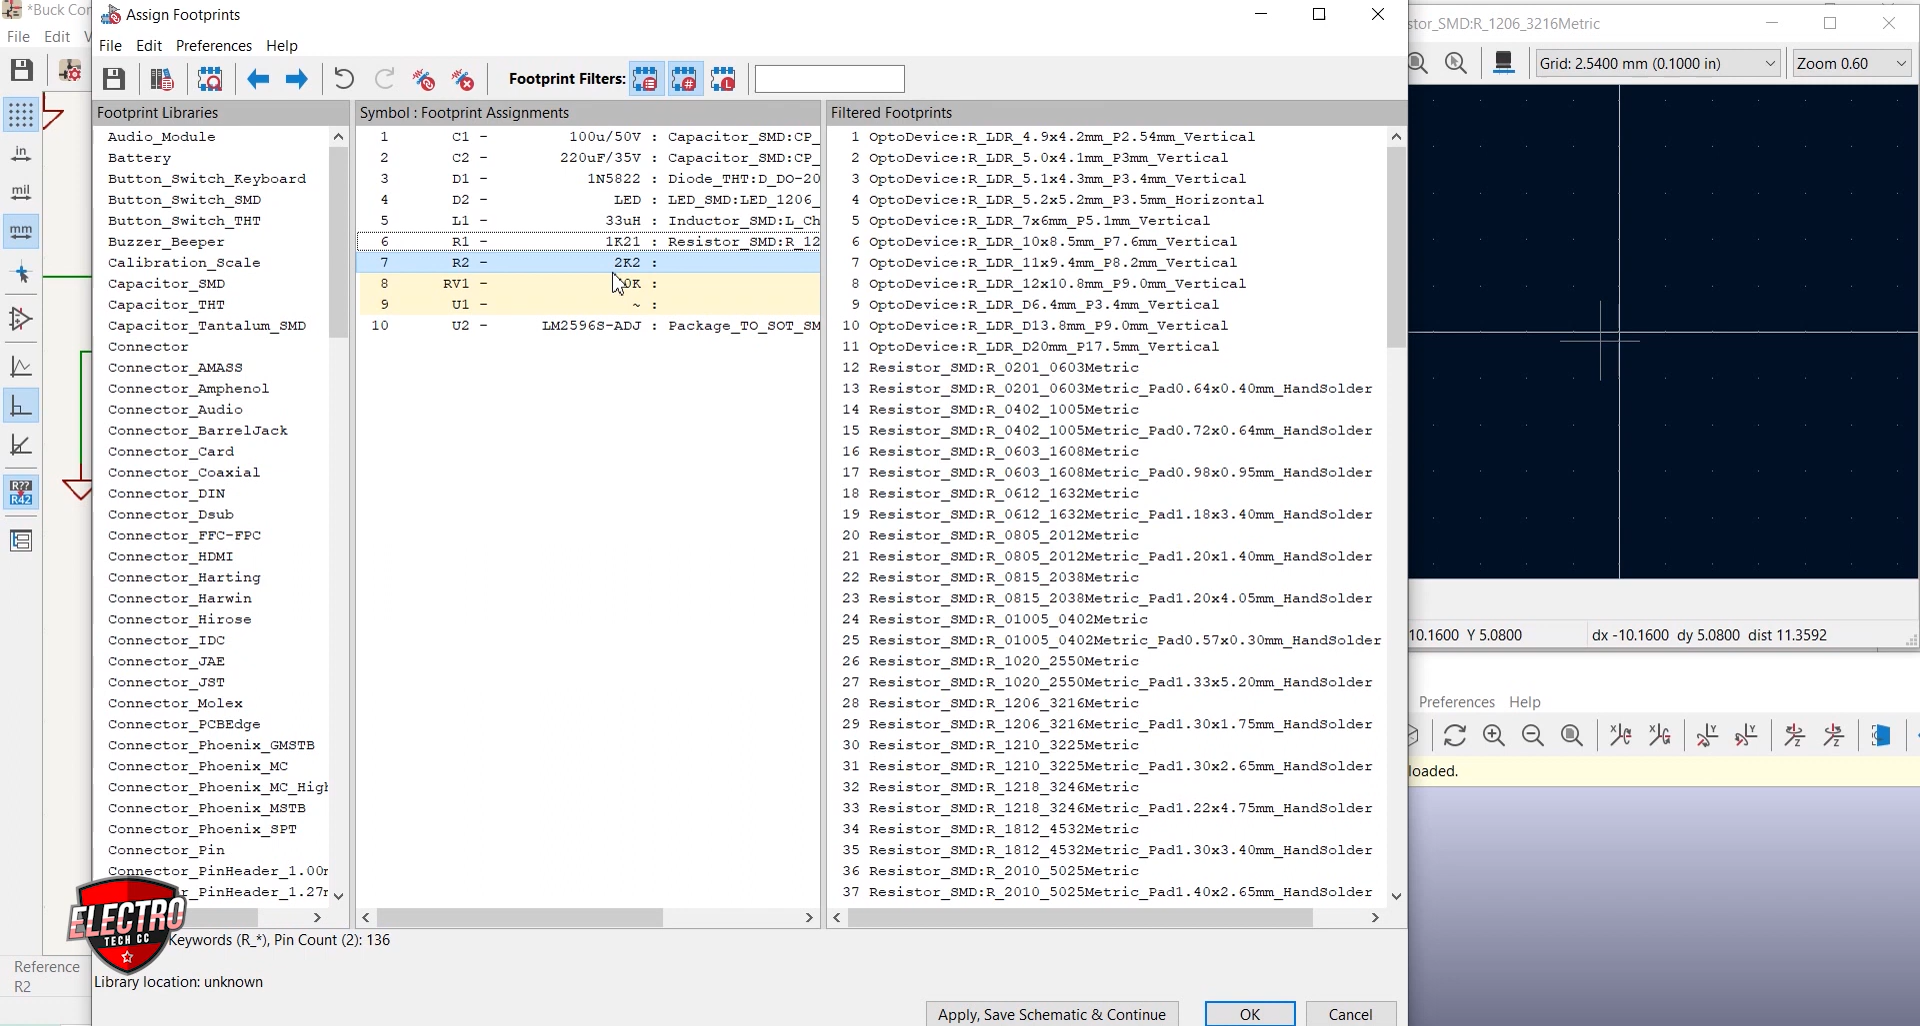 *Buck Cor
File Edit V
Assign Footprints
File Edit Preferences Help
Footprint Filters:
Footprint Libraries
Audio_Module
Battery
Button_Switch_Keyboard
Button_Switch_SMD
Button_Switch_THT
Buzzer_Beeper
Calibration_Scale
Capacitor_SMD
Capacitor_THT
Capacitor_Tantalum_SMD
Connector
Connector_AMASS
Connector_Amphenol
Connector_Audio
Connector_BarrelJack
Connector_Card
Connector_Coaxial
Connector_DIN
Connector_Dsub
Connector_FFC-FPC
Connector_HDMI
Connector_Harting
Connector_Harwin
Connector_Hirose
Connector_IDC
Connector_JAE
Connector_JST
Connector_Molex
Connector_PCBEdge
Connector_Phoenix_GMSTB
Connector_Phoenix_MC
Connector_Phoenix_MC_High
Connector_Phoenix_MSTB
Connector_Phoenix_SPT
Connector_Pin
Connector_PinHeader_1.00
r_PinHeader_1.27
Symbol : Footprint Assignments
1 C1 - 100u/50V : Capacitor_SMD:CP_
2 C2 - 220uF/35V : Capacitor_SMD:CP_
3 D1 - 1N5822 : Diode_THT:D_DO-20
4 D2 - LED : LED_SMD:LED_1206_
5 L1 - 33uH : Inductor_SMD:L_Ch
6 R1 - 1K21 : Resistor_SMD:R_12
7 R2 - 2K2 :
8 RV1 - 0K :
9 U1 - ~ :
10 U2 - LM2596S-ADJ : Package_TO_SOT_SM
Filtered Footprints
1 OptoDevice:R_LDR_4.9x4.2mm_P2.54mm_Vertical
2 OptoDevice:R_LDR_5.0x4.1mm_P3mm_Vertical
3 OptoDevice:R_LDR_5.1x4.3mm_P3.4mm_Vertical
4 OptoDevice:R_LDR_5.2x5.2mm_P3.5mm_Horizontal
5 OptoDevice:R_LDR_7x6mm_P5.1mm_Vertical
6 OptoDevice:R_LDR_10x8.5mm_P7.6mm_Vertical
7 OptoDevice:R_LDR_11x9.4mm_P8.2mm_Vertical
8 OptoDevice:R_LDR_12x10.8mm_P9.0mm_Vertical
9 OptoDevice:R_LDR_D6.4mm_P3.4mm_Vertical
10 OptoDevice:R_LDR_D13.8mm_P9.0mm_Vertical
11 OptoDevice:R_LDR_D20mm_P17.5mm_Vertical
12 Resistor_SMD:R_0201_0603Metric
13 Resistor_SMD:R_0201_0603Metric_Pad0.64x0.40mm_HandSolder
14 Resistor_SMD:R_0402_1005Metric
15 Resistor_SMD:R_0402_1005Metric_Pad0.72x0.64mm_HandSolder
16 Resistor_SMD:R_0603_1608Metric
17 Resistor_SMD:R_0603_1608Metric_Pad0.98x0.95mm_HandSolder
18 Resistor_SMD:R_0612_1632Metric
19 Resistor_SMD:R_0612_1632Metric_Pad1.18x3.40mm_HandSolder
20 Resistor_SMD:R_0805_2012Metric
21 Resistor_SMD:R_0805_2012Metric_Pad1.20x1.40mm_HandSolder
22 Resistor_SMD:R_0815_2038Metric
23 Resistor_SMD:R_0815_2038Metric_Pad1.20x4.05mm_HandSolder
24 Resistor_SMD:R_01005_0402Metric
25 Resistor_SMD:R_01005_0402Metric_Pad0.57x0.30mm_HandSolder
26 Resistor_SMD:R_1020_2550Metric
27 Resistor_SMD:R_1020_2550Metric_Pad1.33x5.20mm_HandSolder
28 Resistor_SMD:R_1206_3216Metric
29 Resistor_SMD:R_1206_3216Metric_Pad1.30x1.75mm_HandSolder
30 Resistor_SMD:R_1210_3225Metric
31 Resistor_SMD:R_1210_3225Metric_Pad1.30x2.65mm_HandSolder
32 Resistor_SMD:R_1218_3246Metric
33 Resistor_SMD:R_1218_3246Metric_Pad1.22x4.75mm_HandSolder
34 Resistor_SMD:R_1812_4532Metric
35 Resistor_SMD:R_1812_4532Metric_Pad1.30x3.40mm_HandSolder
36 Resistor_SMD:R_2010_5025Metric
37 Resistor_SMD:R_2010_5025Metric_Pad1.40x2.65mm_HandSolder
in
mil
mm
R??
R42
ELECTRO
TECH CC
Keywords (R_*), Pin Count (2): 136
Library location: unknown
Reference
R2
Apply, Save Schematic & Continue
OK
Cancel
stor_SMD:R_1206_3216Metric
Grid: 2.5400 mm (0.1000 in)
Zoom 0.60
10.1600 Y 5.0800
dx -10.1600 dy 5.0800 dist 11.3592
Preferences Help
loaded.